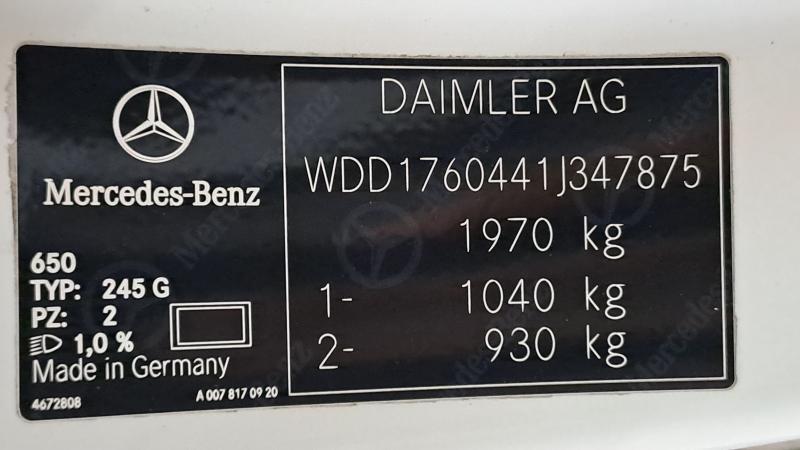 Mercedes-Benz
650
TYP: 245 G
PZ: 2
1,0 %
Made in Germany
4672808
A 007 817 09 20
DAIMLER AG
WDD1760441J347875
1970 kg
1- 1040 kg
2- 930 kg